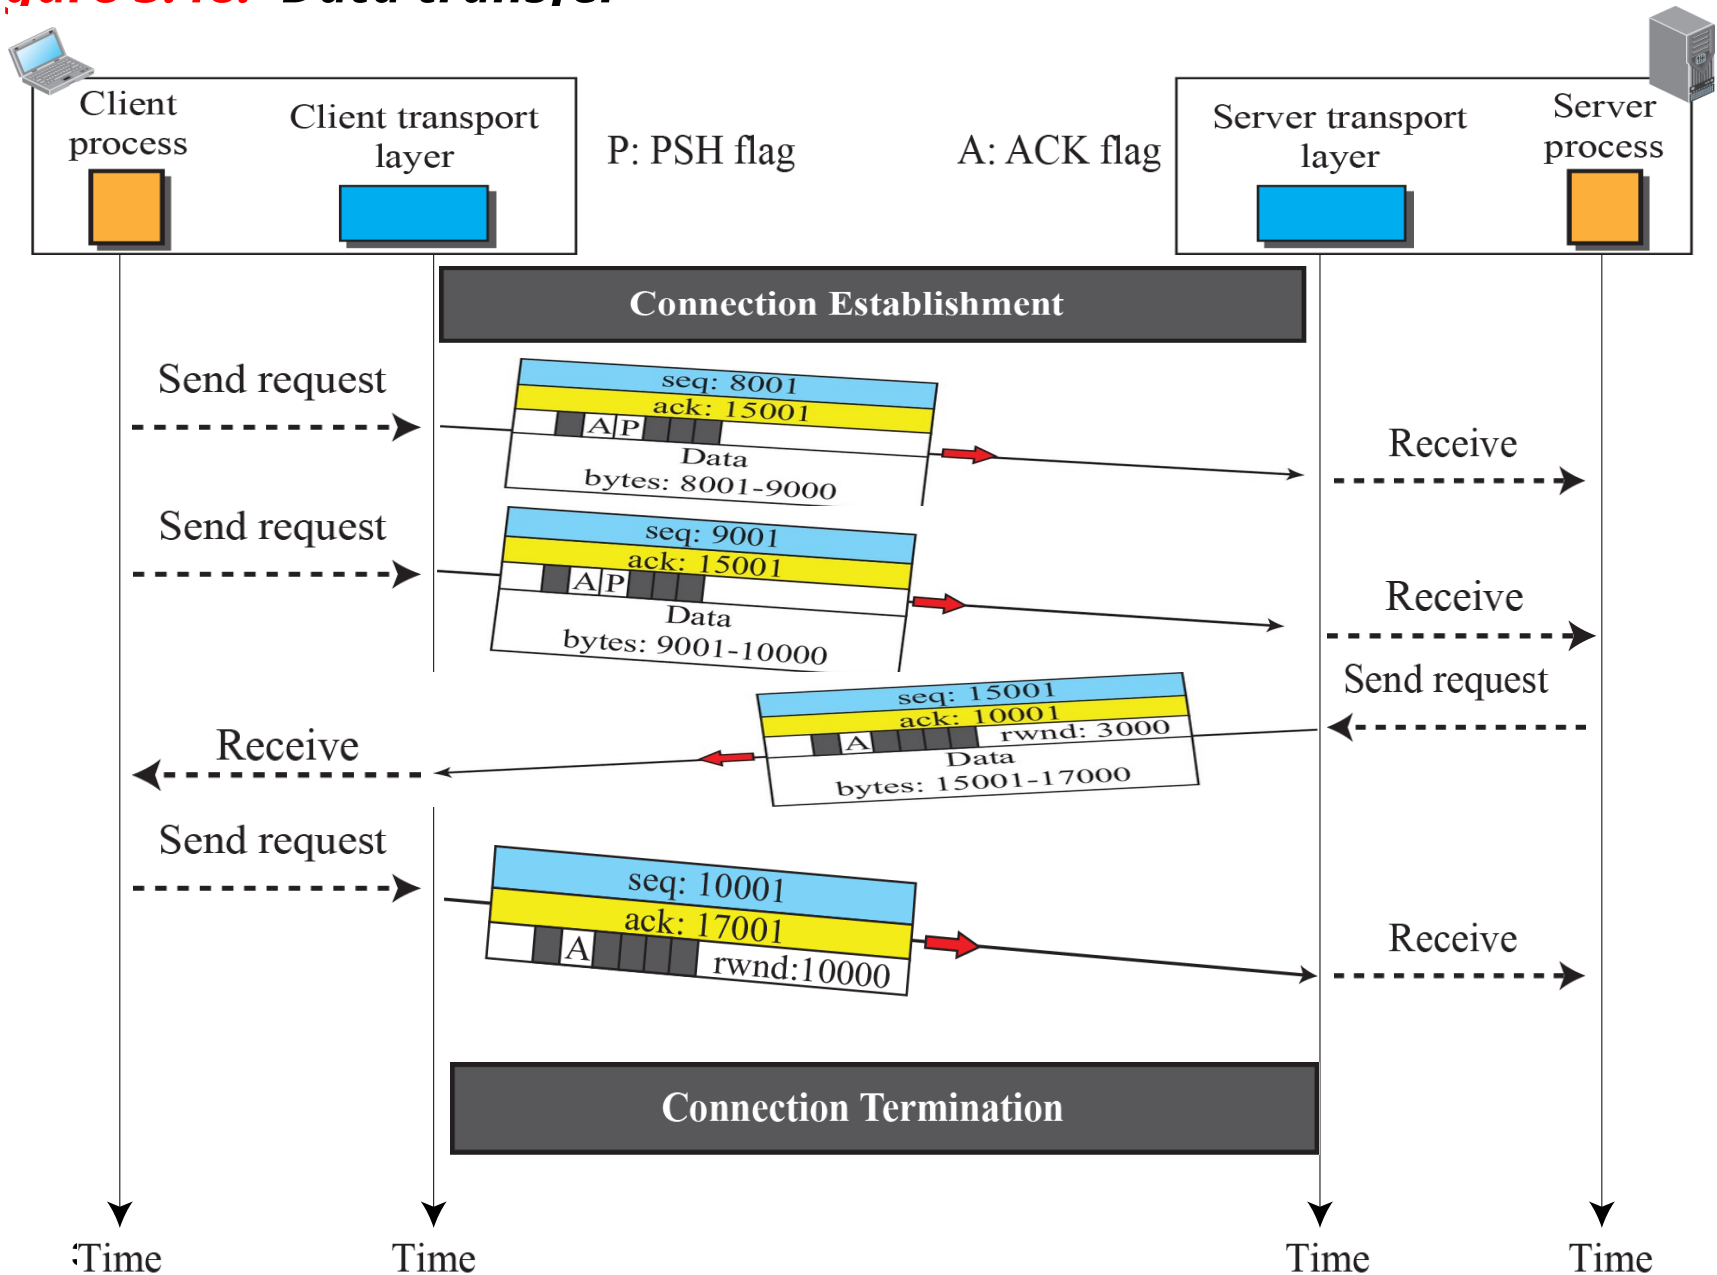 Data transfer
Client
process
Client transport
layer
P: PSH flag
A: ACK flag
Server transport
layer
Server
process
Connection Establishment
Send request
seq: 8001
ack: 15001
A P
Data
bytes: 8001-9000
Receive
Send request
seq: 9001
ack: 15001
A P
Data
bytes: 9001-10000
Receive
Send request
seq: 15001
ack: 10001
A
rwnd: 3000
Data
bytes: 15001-17000
Receive
Send request
seq: 10001
ack: 17001
A
rwnd:10000
Receive
Connection Termination
Time
Time
Time
Time